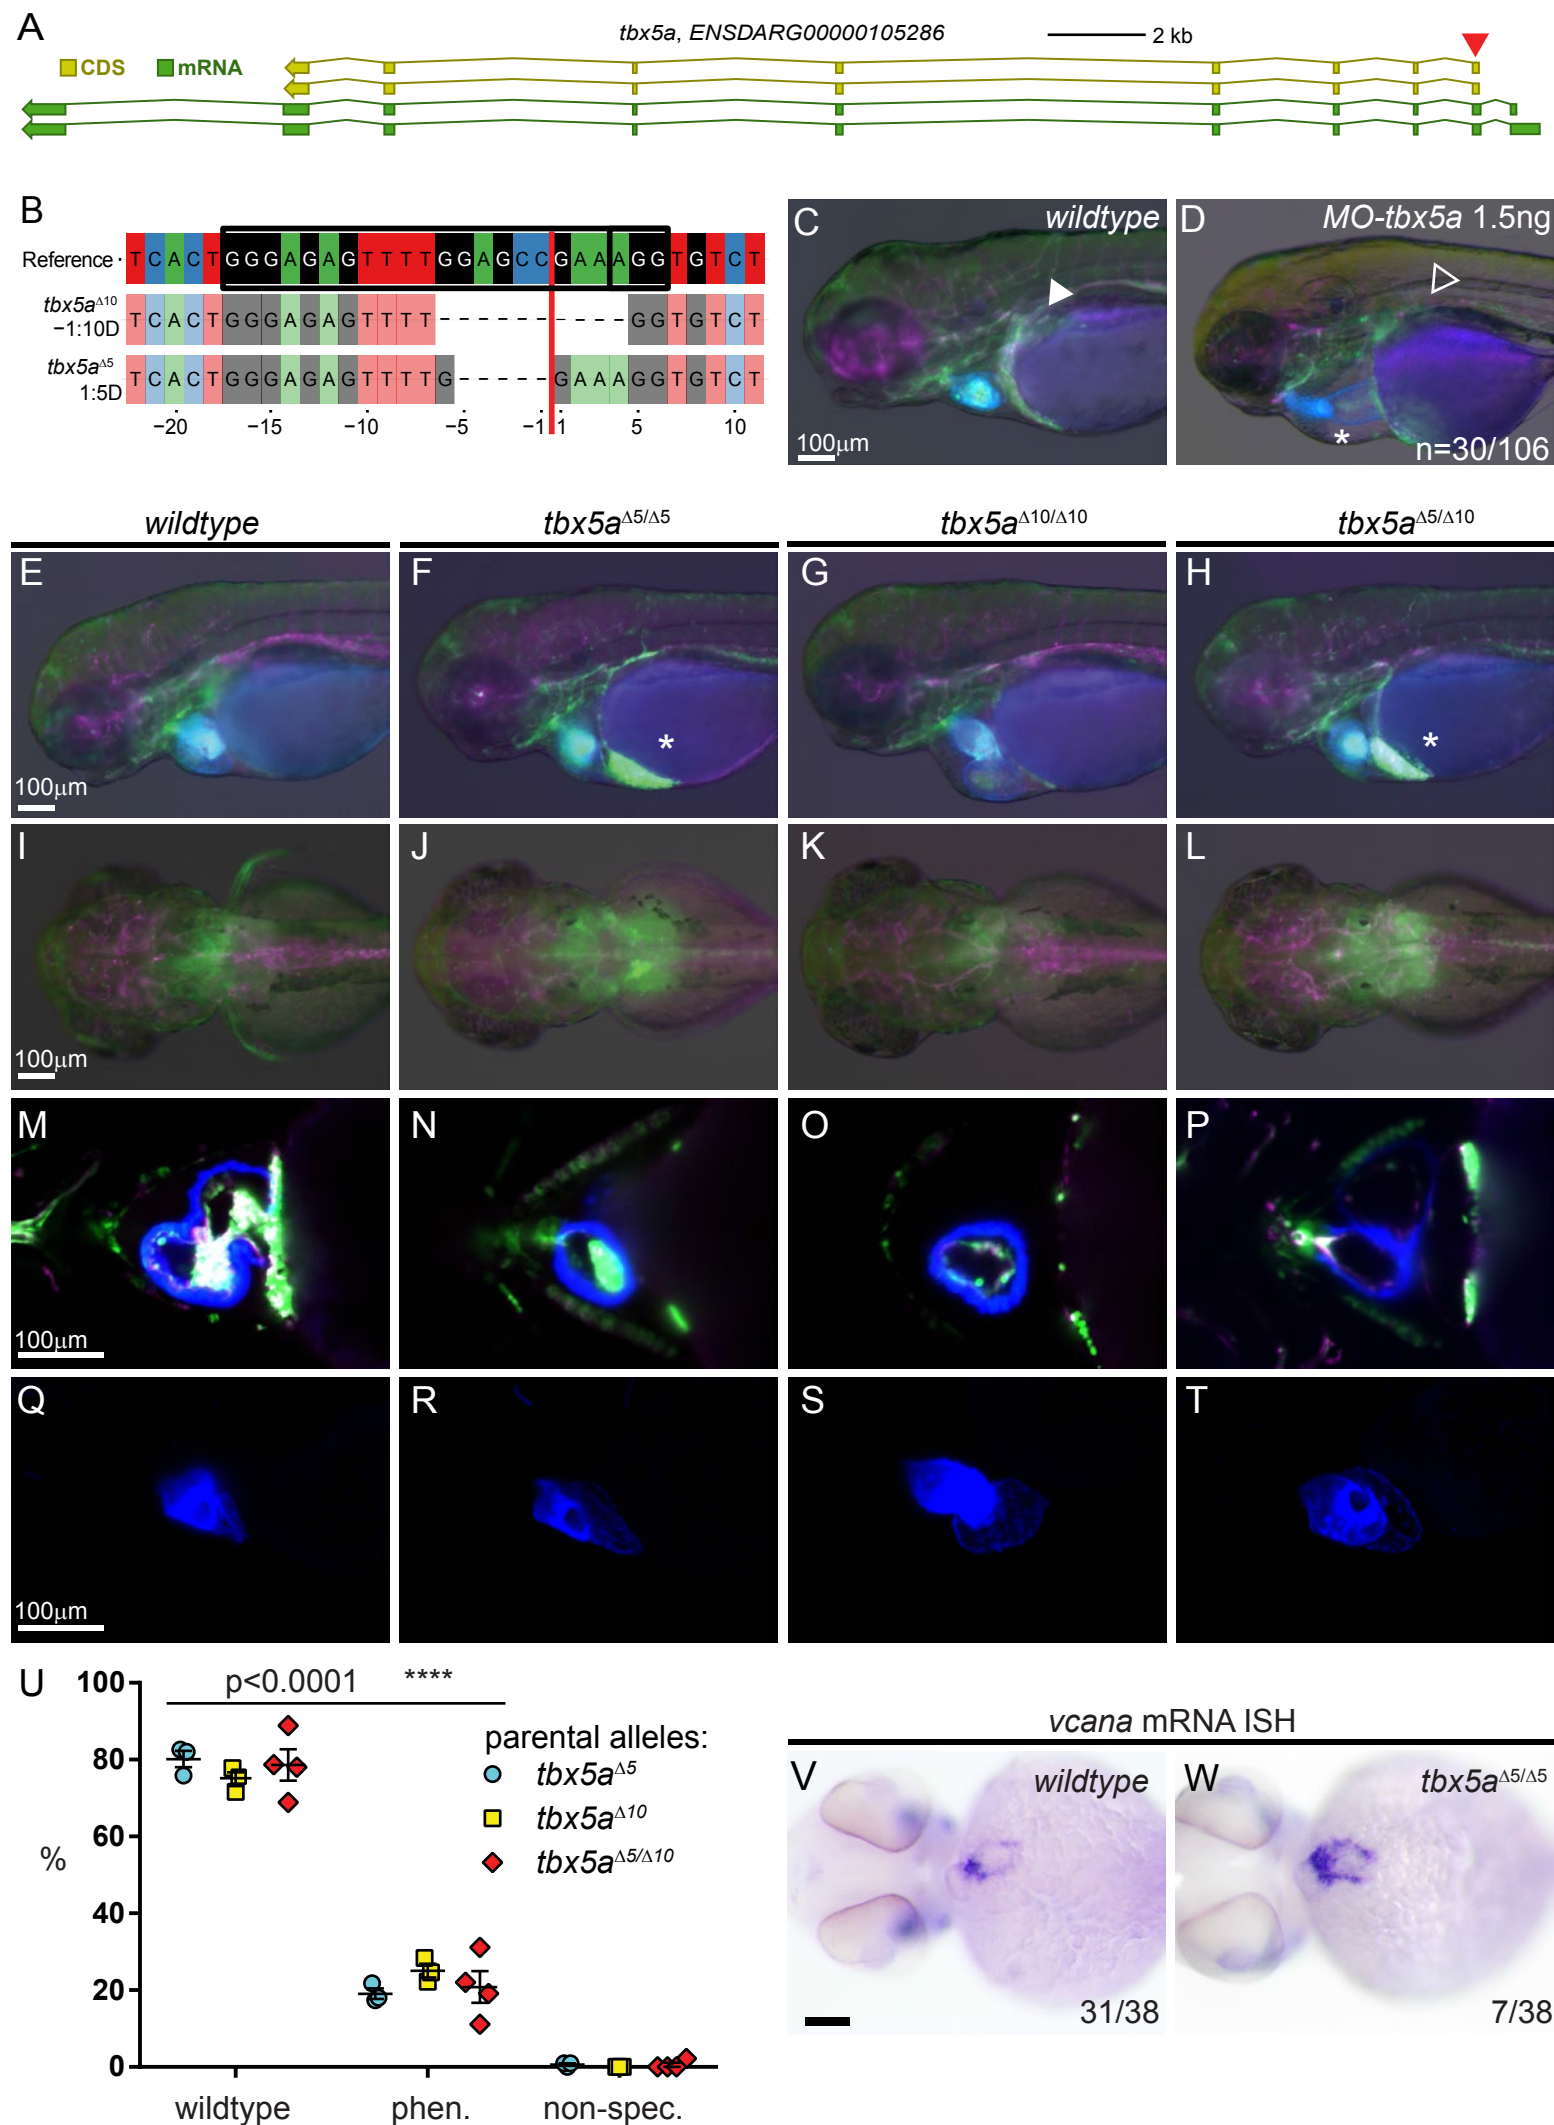 A
tbx5a, ENSDARG00000105286
2 kb
CDS
mRNA
B
Reference
TCACTGGGAGAGTTTTGGAGCCGAAAGGTGTCT
tbx5aΔ10
−1:10D
TCACTGGGAGAGTTTT----------GGTGTCT
tbx5aΔ5
1:5D
TCACTGGGAGAGTTTTG-----GAAAGGTGTCT
−20 −15 −10 −5 −1 1 5 10
C
wildtype
100µm
D
MO-tbx5a 1.5ng
*
n=30/106
wildtype
tbx5aΔ5/Δ5
tbx5aΔ10/Δ10
tbx5aΔ5/Δ10
E
100µm
F
*
G
H
*
I
100µm
J
K
L
M
100µm
N
O
P
Q
100µm
R
S
T
U
p<0.0001 ****
100
80
60
40
20
0
%
parental alleles:
tbx5aΔ5
tbx5aΔ10
tbx5aΔ5/Δ10
wildtype
phen.
non-spec.
vcana mRNA ISH
V
wildtype
31/38
W
tbx5aΔ5/Δ5
7/38